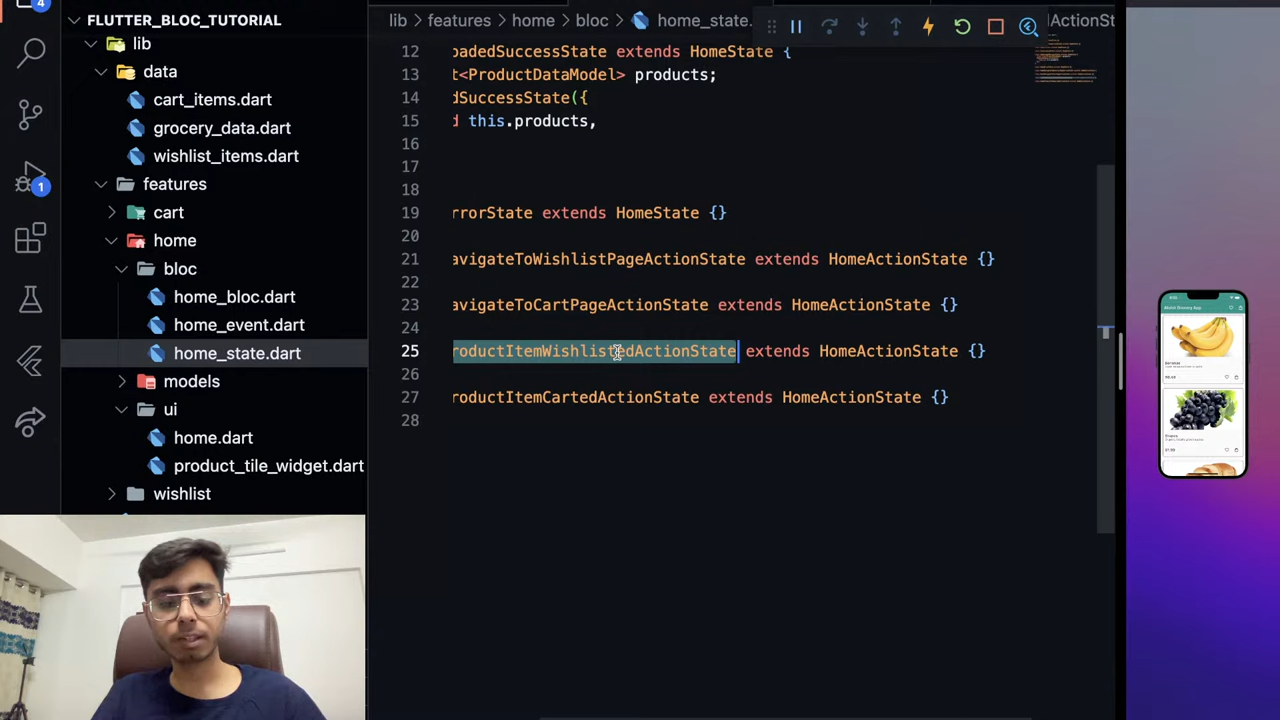 4
FLUTTER_BLOC_TUTORIAL
lib
data
cart_items.dart
grocery_data.dart
wishlist_items.dart
features
cart
home
bloc
home_bloc.dart
home_event.dart
home_state.dart
models
ui
home.dart
product_tile_widget.dart
wishlist
1
lib > features > home > bloc > home_state. dActionSt
12 oadedSuccessState extends HomeState {
13 t<ProductDataModel> products;
14 dSuccessState({
15 d this.products,
16
17
18
19 rrorState extends HomeState {}
20
21 avigateToWishlistPageActionState extends HomeActionState {}
22
23 avigateToCartPageActionState extends HomeActionState {}
24
25 roductItemWishlistedActionState extends HomeActionState {}
26
27 roductItemCartedActionState extends HomeActionState {}
28